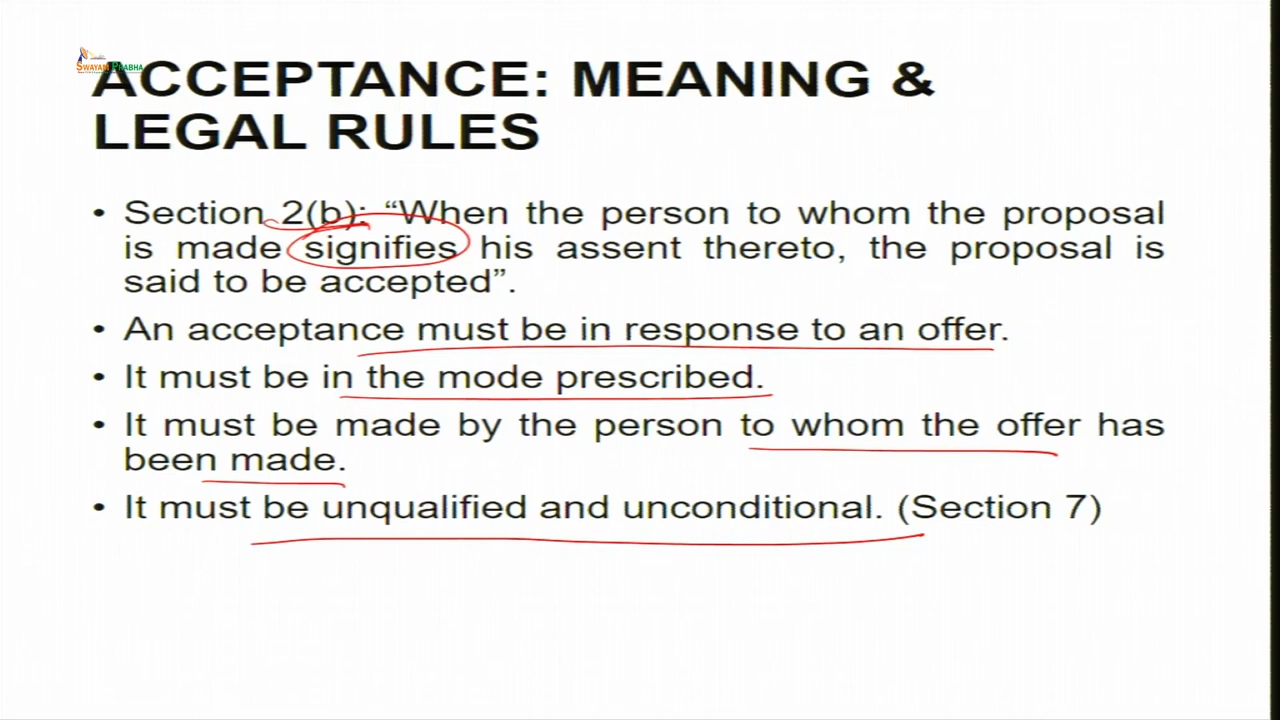 SWAYAM PRABHA
ACCEPTANCE: MEANING &
LEGAL RULES
• Section 2(b): “When the person to whom the proposal
is made signifies his assent thereto, the proposal is
said to be accepted”.
• An acceptance must be in response to an offer.
• It must be in the mode prescribed.
• It must be made by the person to whom the offer has
been made.
• It must be unqualified and unconditional. (Section 7)